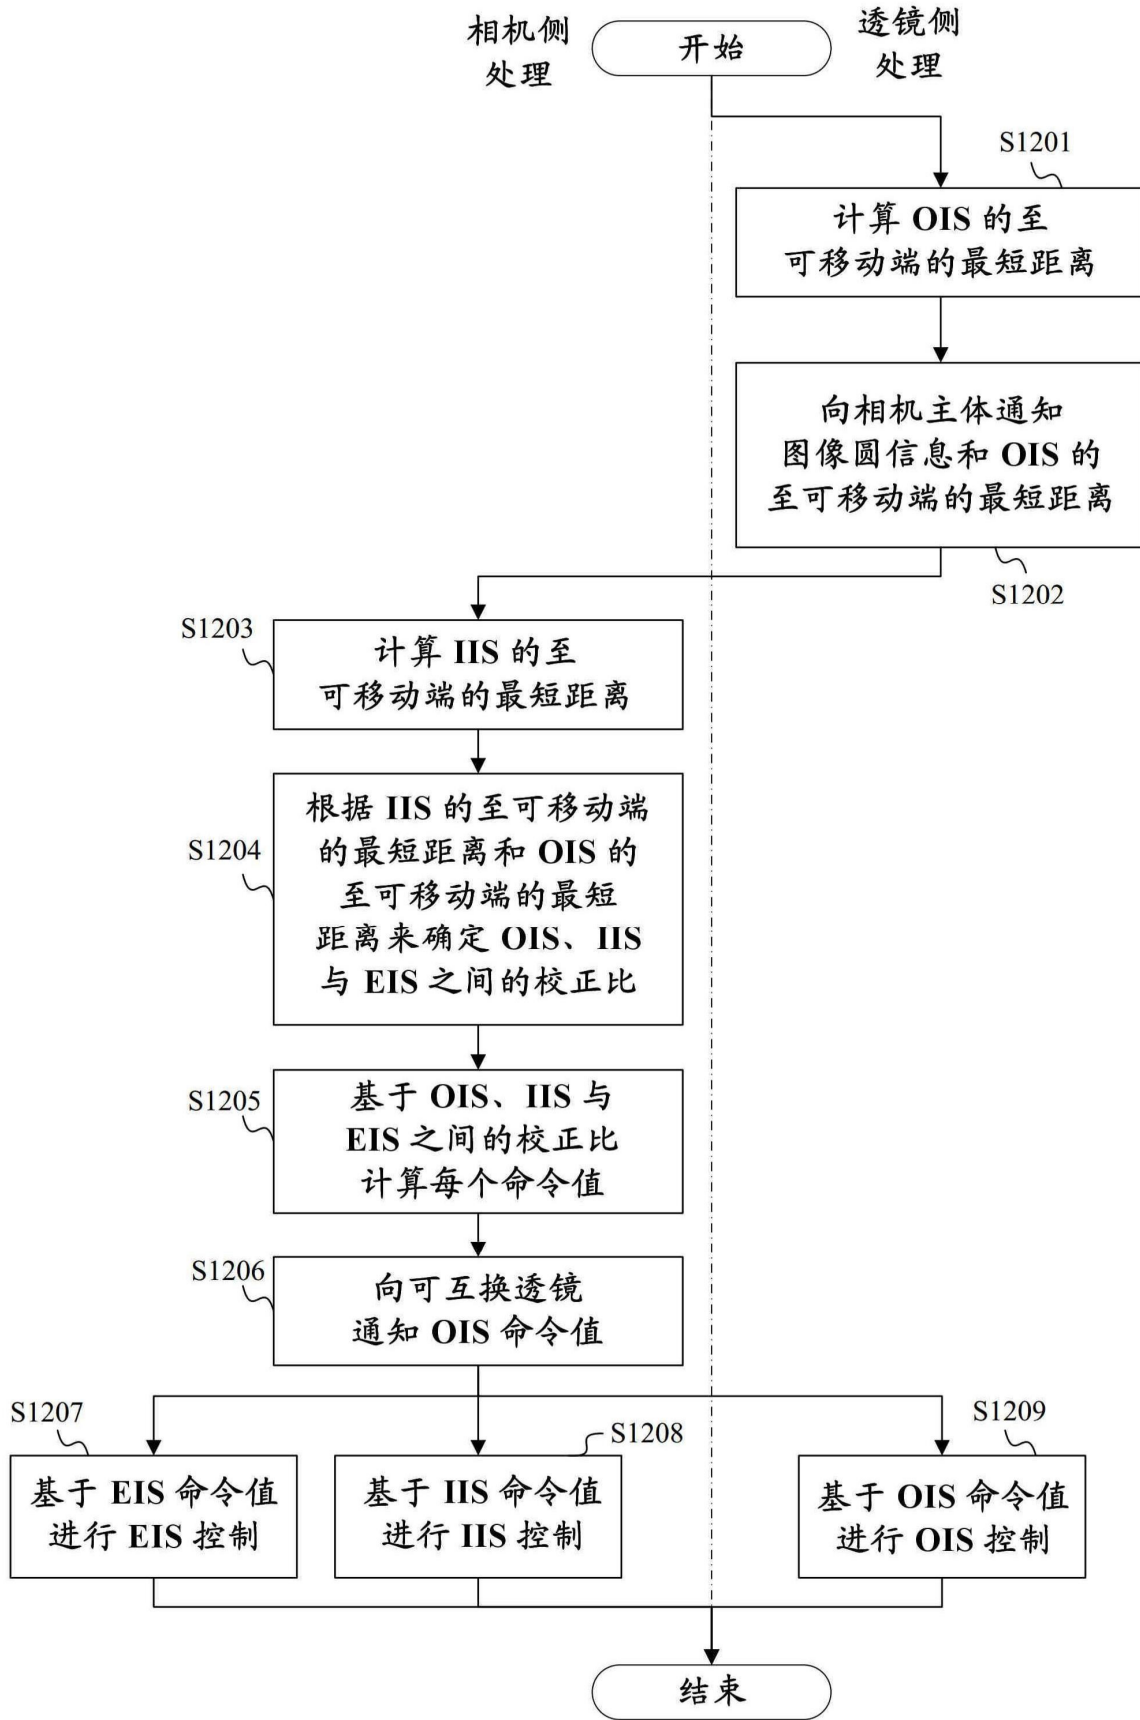 相机侧
处理
开始
透镜侧
处理
S1201
计算 OIS 的至
可移动端的最短距离
向相机主体通知
图像圆信息和 OIS 的
至可移动端的最短距离
S1202
S1203
计算 IIS 的至
可移动端的最短距离
S1204
根据 IIS 的至可移动端
的最短距离和 OIS 的
至可移动端的最短
距离来确定 OIS、IIS
与 EIS 之间的校正比
S1205
基于 OIS、IIS 与
EIS 之间的校正比
计算每个命令值
S1206
向可互换透镜
通知 OIS 命令值
S1207
基于 EIS 命令值
进行 EIS 控制
S1208
基于 IIS 命令值
进行 IIS 控制
S1209
基于 OIS 命令值
进行 OIS 控制
结束